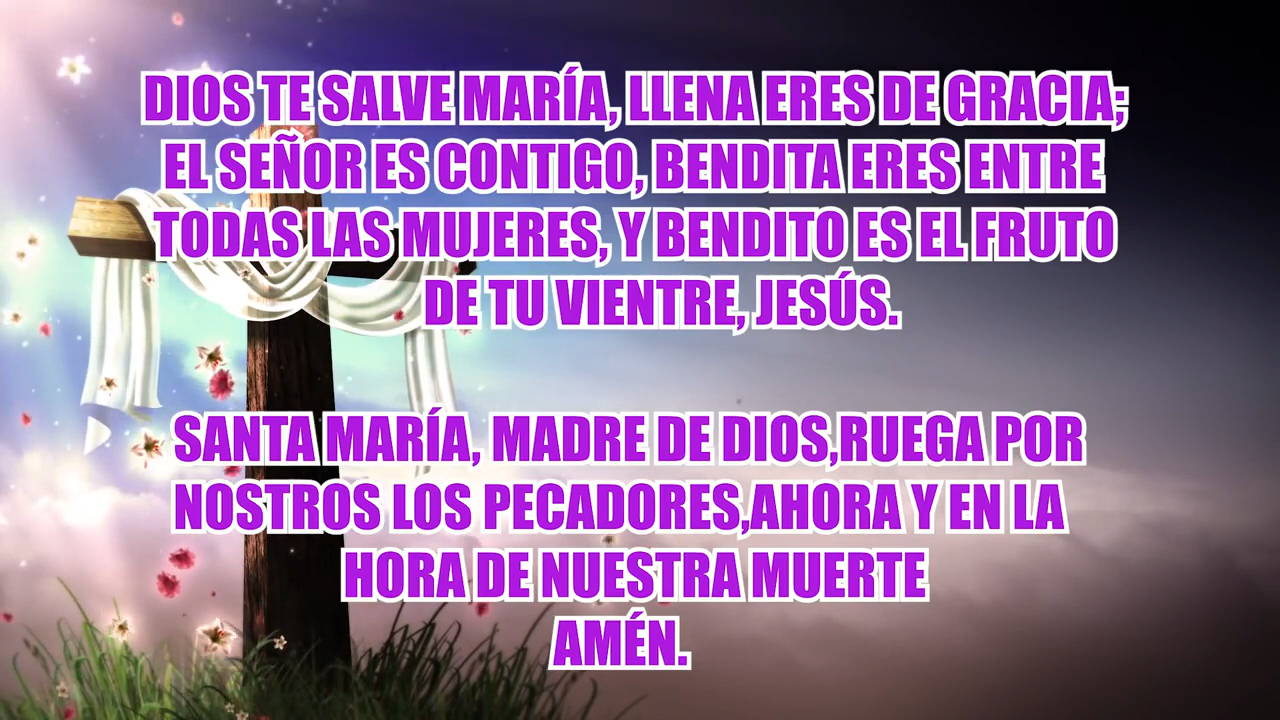 DIOS TE SALVE MARÍA, LLENA ERES DE GRACIA;
EL SEÑOR ES CONTIGO, BENDITA ERES ENTRE
TODAS LAS MUJERES, Y BENDITO ES EL FRUTO
DE TU VIENTRE, JESÚS.
SANTA MARÍA, MADRE DE DIOS,RUEGA POR
NOSTROS LOS PECADORES,AHORA Y EN LA
HORA DE NUESTRA MUERTE
AMÉN.